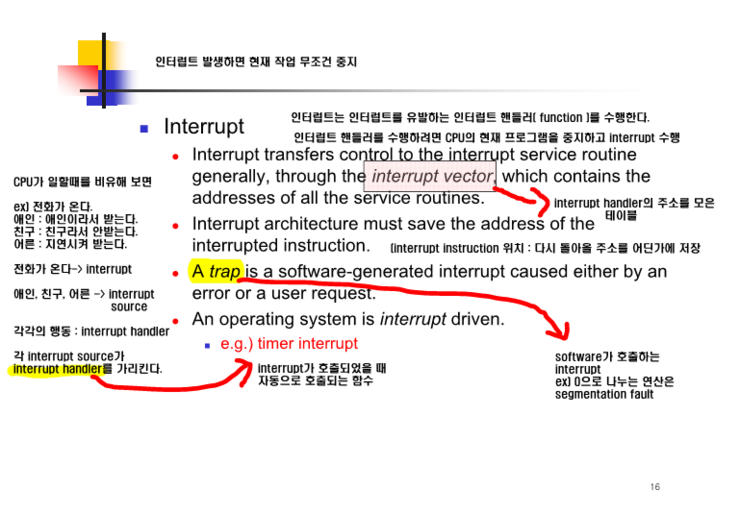 인터럽트 발생하면 현재 작업 무조건 중지
Interrupt
인터럽트는 인터럽트를 유발하는 인터럽트 핸들러( function )를 수행한다.
인터럽트 핸들러를 수행하려면 CPU의 현재 프로그램을 중지하고 interrupt 수행
Interrupt transfers control to the interrupt service routine
generally, through the interrupt vector, which contains the
addresses of all the service routines.
interrupt handler의 주소를 모은
테이블
Interrupt architecture must save the address of the
interrupted instruction.
(interrupt instruction 위치 : 다시 돌아올 주소를 어딘가에 저장
A trap is a software-generated interrupt caused either by an
error or a user request.
An operating system is interrupt driven.
e.g.) timer interrupt
CPU가 일할때를 비유해 보면
ex) 전화가 온다.
애인 : 애인이라서 받는다.
친구 : 친구라서 안받는다.
어른 : 지연시켜 받는다.
전화가 온다-> interrupt
애인, 친구, 어른 -> interrupt
source
각각의 행동 : interrupt handler
각 interrupt source가
interrupt handler를 가리킨다.
interrupt가 호출되었을 때
자동으로 호출되는 함수
software가 호출하는
interrupt
ex) 0으로 나누는 연산은
segmentation fault
16